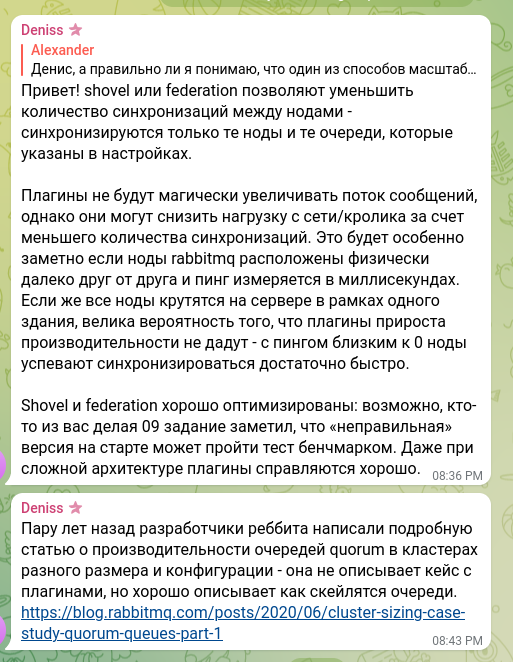 Deniss
Alexander
Денис, а правильно ли я понимаю, что один из способов масштаб...
Привет! shovel или federation позволяют уменьшить
количество синхронизаций между нодами -
синхронизируются только те ноды и те очереди, которые
указаны в настройках.
Плагины не будут магически увеличивать поток сообщений,
однако они могут снизить нагрузку с сети/кролика за счет
меньшего количества синхронизаций. Это будет особенно
заметно если ноды rabbitmq расположены физически
далеко друг от друга и пинг измеряется в миллисекундах.
Если же все ноды крутятся на сервере в рамках одного
здания, велика вероятность того, что плагины прироста
производительности не дадут - с пингом близким к 0 ноды
успевают синхронизироваться достаточно быстро.
Shovel и federation хорошо оптимизированы: возможно, кто-
то из вас делая 09 задание заметил, что «неправильная»
версия на старте может пройти тест бенчмарком. Даже при
сложной архитектуре плагины справляются хорошо.
08:36 PM
Deniss
Пару лет назад разработчики реббита написали подробную
статью о производительности очередей quorum в кластерах
разного размера и конфигурации - она не описывает кейс с
плагинами, но хорошо описывает как скейлятся очереди.
https://blog.rabbitmq.com/posts/2020/06/cluster-sizing-case-
study-quorum-queues-part-1
08:43 PM